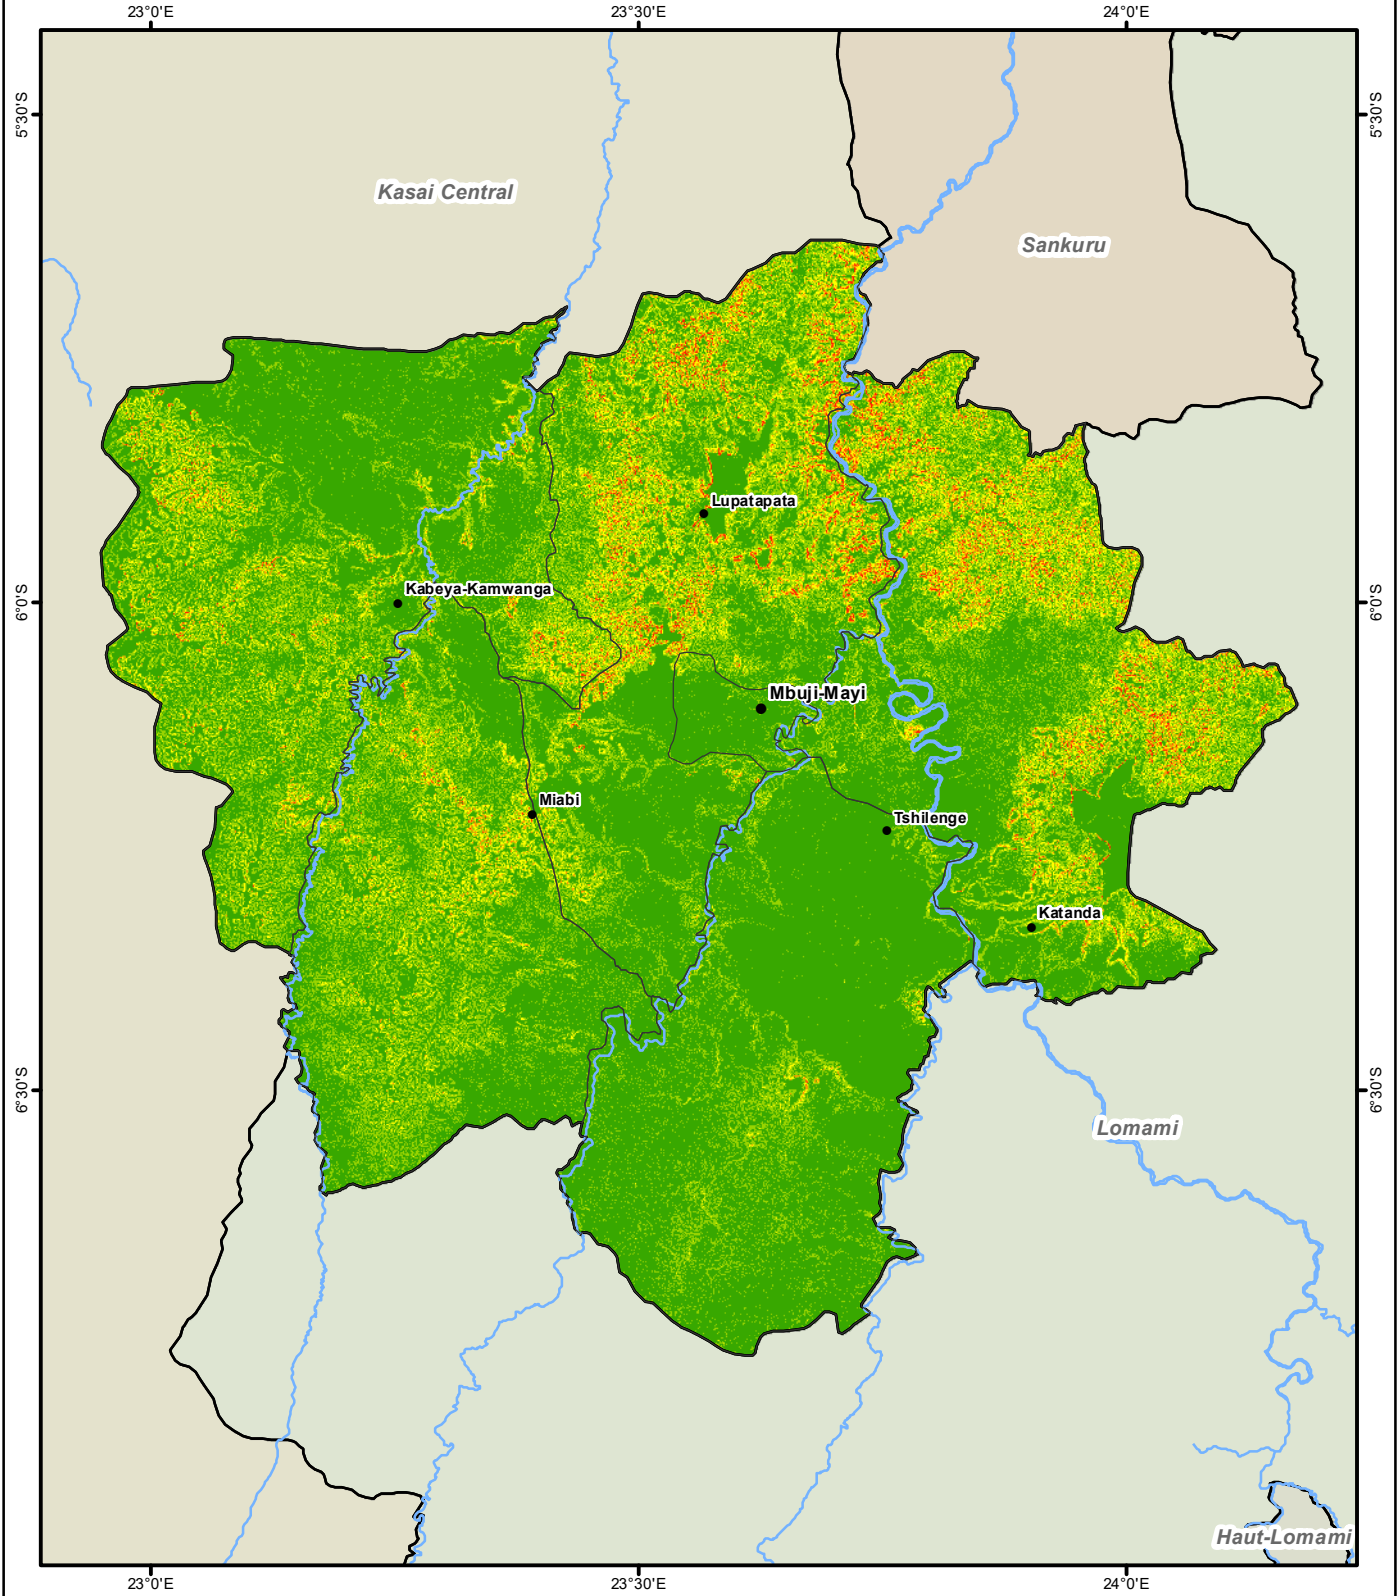 23°0'E
23°30'E
24°0'E
5°30'S
5°30'S
Kasai Central
Sankuru
Lupatapata
Kabeya-Kamwanga
6°0'S
6°0'S
Mbuji-Mayi
Miabi
Tshilenge
Katanda
6°30'S
6°30'S
Lomami
Haut-Lomami
23°0'E
23°30'E
24°0'E